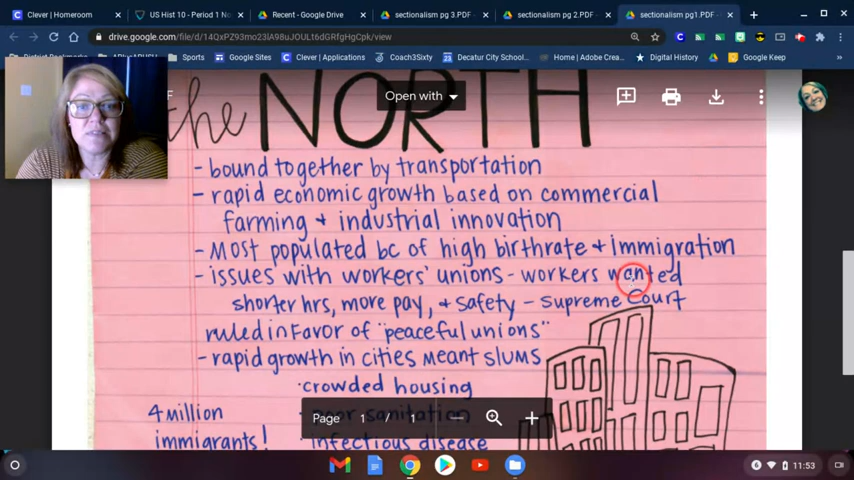 Clever | Homeroom
US Hist 10 - Period 1
Recent - Google Drive
sectionalism pg 3.PDF -
sectionalism pg 2.PDF -
sectionalism pg1.PDF -
drive.google.com/file/d/14QxPZ93mo23lA98uJOULt6dGRfgHgCpk/view
Sports
Google Sites
Clever | Applications
Coach3Sixty
Decatur City School...
Home | Adobe Crea...
Digital History
Google Keep
F
Open with
the NORTH
- bound together by transportation
- rapid economic growth based on commercial
farming + industrial innovation
- Most populated bc of high birthrate + immigration
- issues with workers' unions - workers wanted
shorter hrs, more pay, + safety - Supreme Court
ruled in favor of "peaceful unions"
- rapid growth in cities meant slums
· crowded housing
4 million
· poor sanitation
immigrants!
· infectious disease
Page 1 / 1
6
11:53